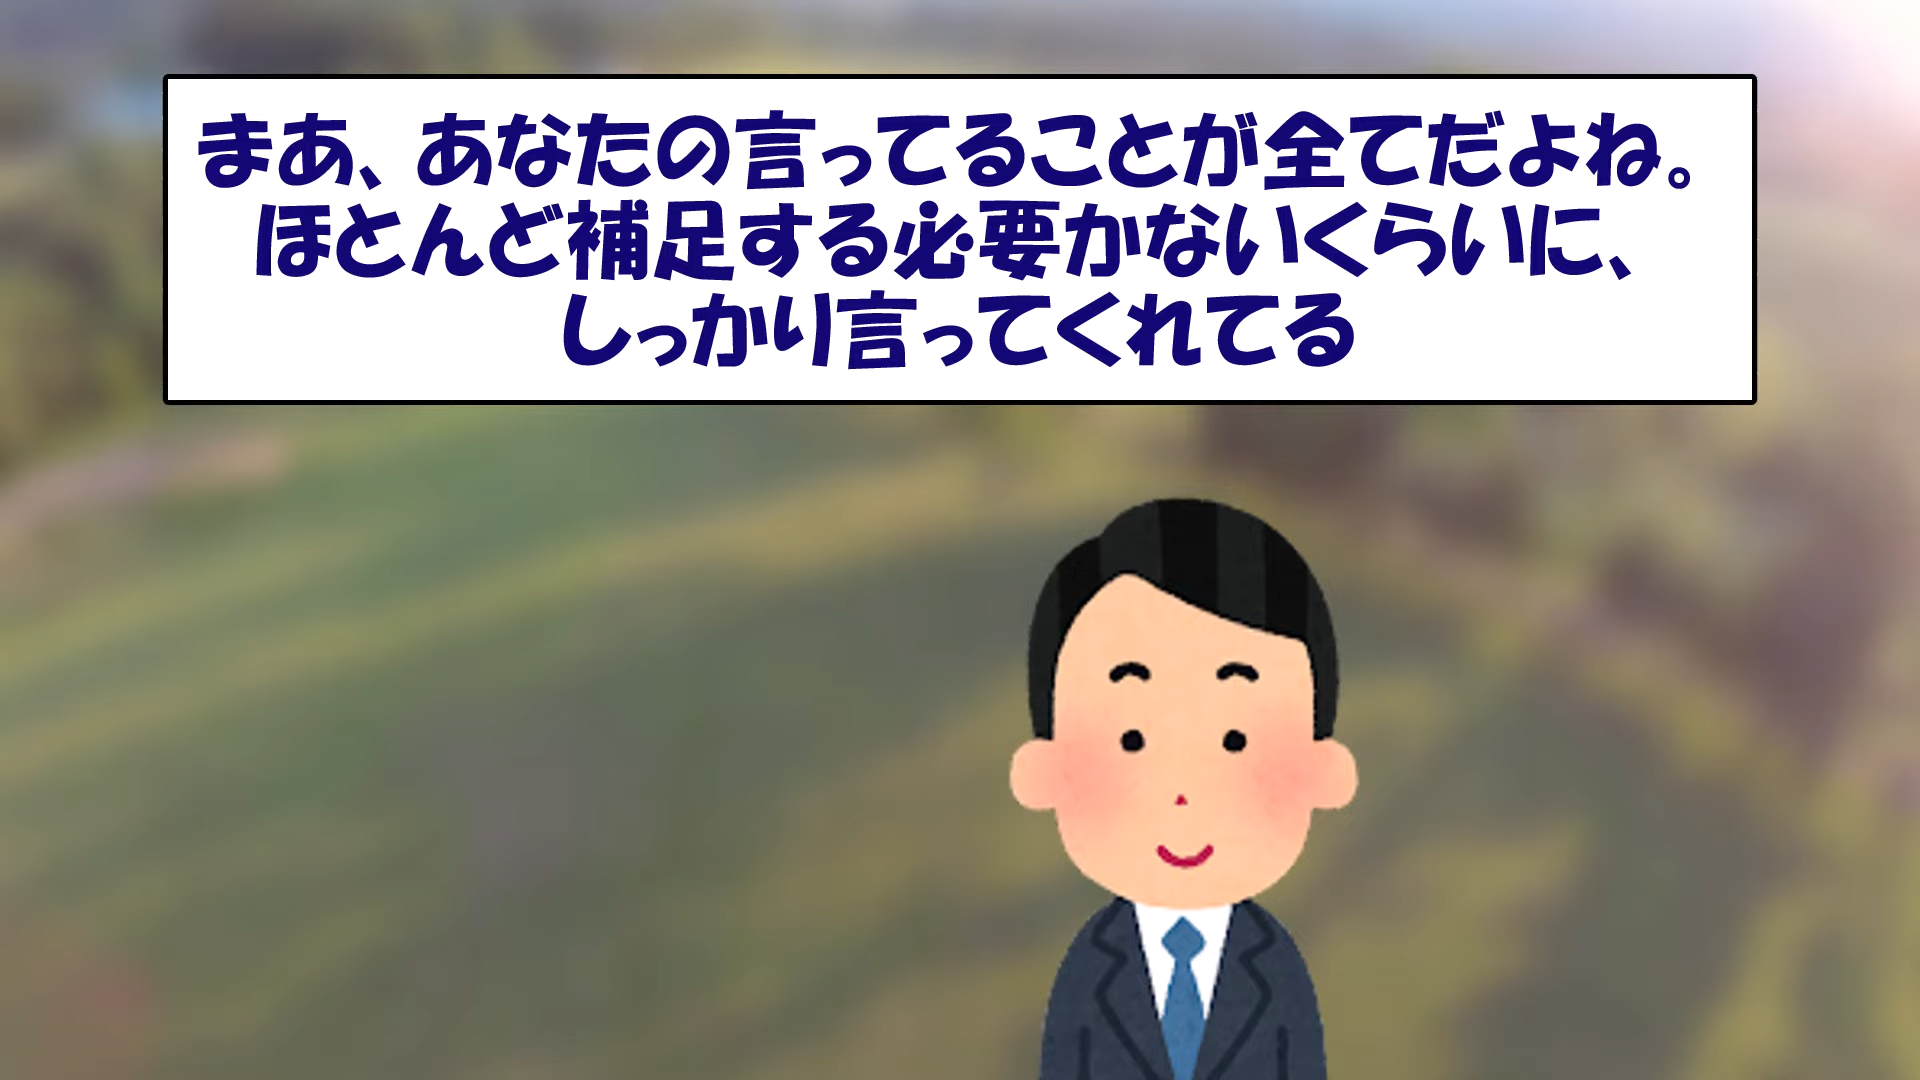 まあ、あなたの言ってることが全てだよね。
ほとんど補足する必要かないくらいに、
しっかり言ってくれてる